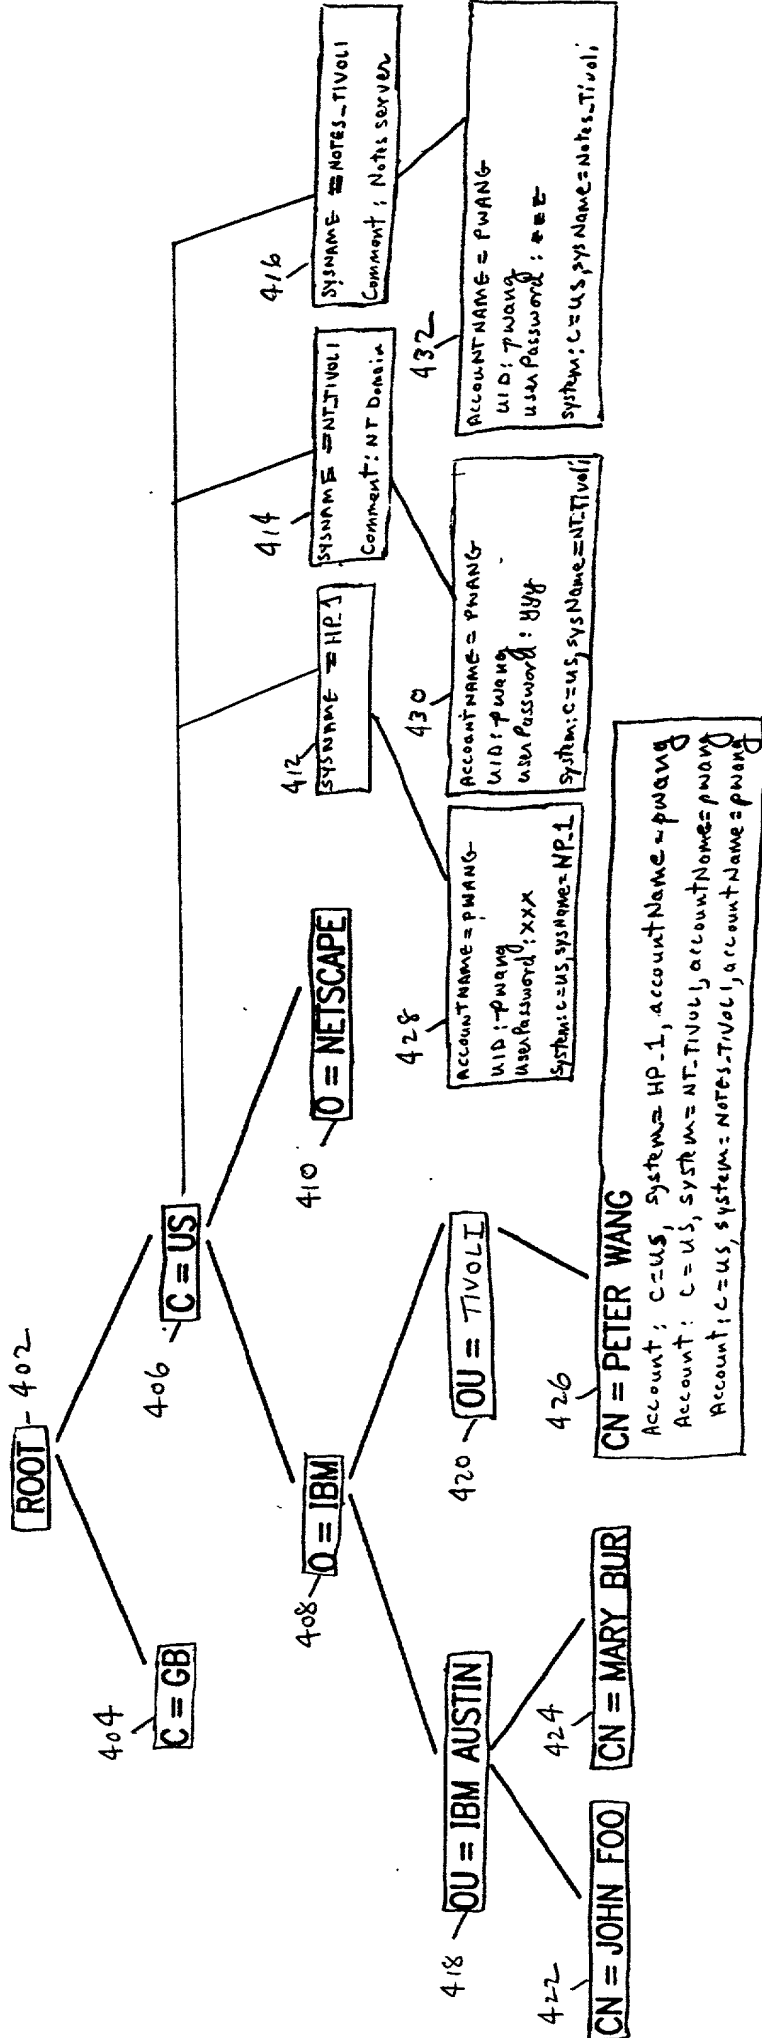 ROOT
402
404
C = GB
406
C = US
408
O = IBM
410
O = NETSCAPE
412
SYSNAME = HP_1
414
SYSNAME = NT_TIVOLI
Comment : NT Domain
416
SYSNAME = NOTES_TIVOLI
Comment : Notes server
418
OU = IBM AUSTIN
420
OU = TIVOLI
428
ACCOUNTNAME = PWANG
UID : pwang
userPassword : xxx
system: c=us, sysName=HP_1
430
ACCOUNTNAME = PWANG
UID : pwang
userPassword : yyy
system: c=us, sysName=NT_Tivoli
432
ACCOUNTNAME = PWANG
UID : pwang
userPassword :
system: c=us, sysName=Notes_Tivoli
422
CN = JOHN FOO
424
CN = MARY BUR
426
CN = PETER WANG
Account : c=us, system= HP_1, accountName=pwang
Account : c=us, system= NT_TIVOLI, accountName=pwang
Account : c=us, system= NOTES_TIVOLI, accountName=pwang